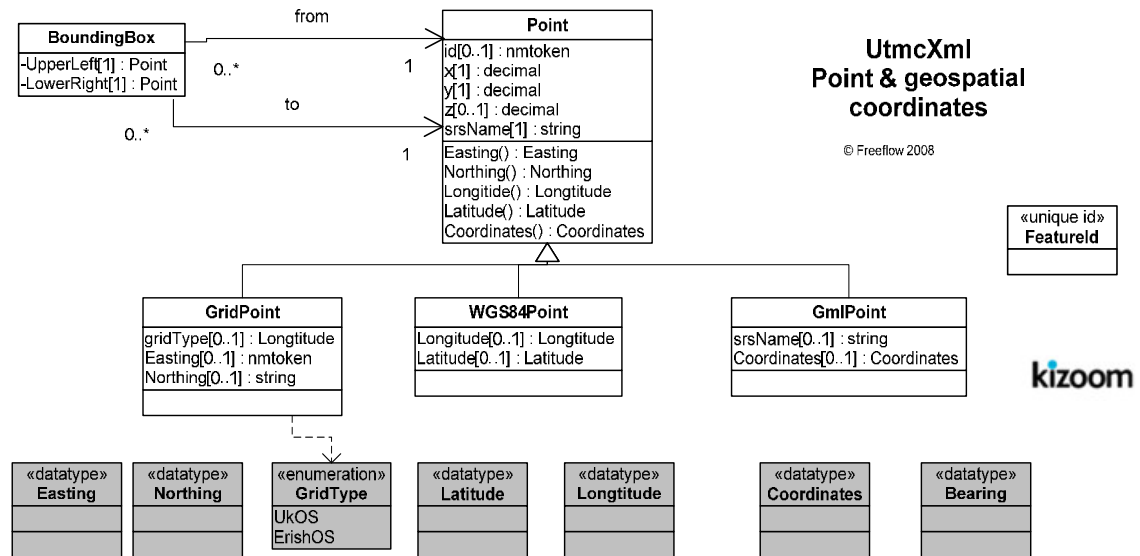 from
BoundingBox
-UpperLeft[1] : Point
-LowerRight[1] : Point
0..*
1
to
0..*
1
Point
id[0..1] : nmtoken
x[1] : decimal
y[1] : decimal
z[0..1] : decimal
srsName[1] : string
Easting() : Easting
Northing() : Northing
Longitide() : Longtitude
Latitude() : Latitude
Coordinates() : Coordinates
UtmcXml
Point & geospatial
coordinates
© Freeflow 2008
«unique id»
FeatureId
GridPoint
gridType[0..1] : Longtitude
Easting[0..1] : nmtoken
Northing[0..1] : string
WGS84Point
Longitude[0..1] : Longtitude
Latitude[0..1] : Latitude
GmlPoint
srsName[0..1] : string
Coordinates[0..1] : Coordinates
kizoom
«datatype»
Easting
«datatype»
Northing
«enumeration»
GridType
UkOS
ErishOS
«datatype»
Latitude
«datatype»
Longtitude
«datatype»
Coordinates
«datatype»
Bearing